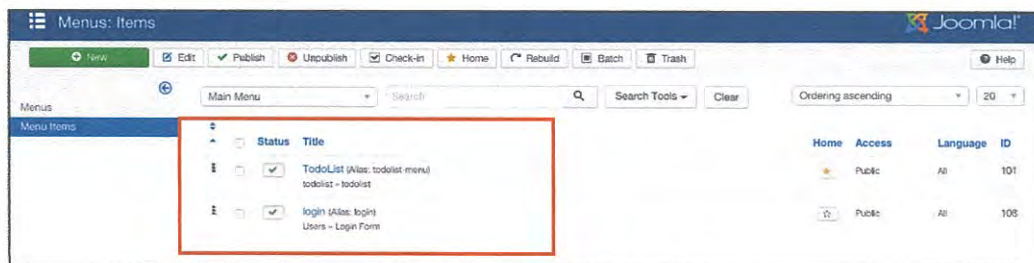 Menus: Items
Joomla!
New Edit Publish Unpublish Check-in Home Rebuild Batch Trash Help
Main Menu Search Search Tools Clear Ordering ascending 20
Menus
Menu Items
Status Title Home Access Language ID
TodoList (Alias: todolist-menu) Public All 101
todolist - todolist
login (Alias: login) Public All 108
Users - Login Form